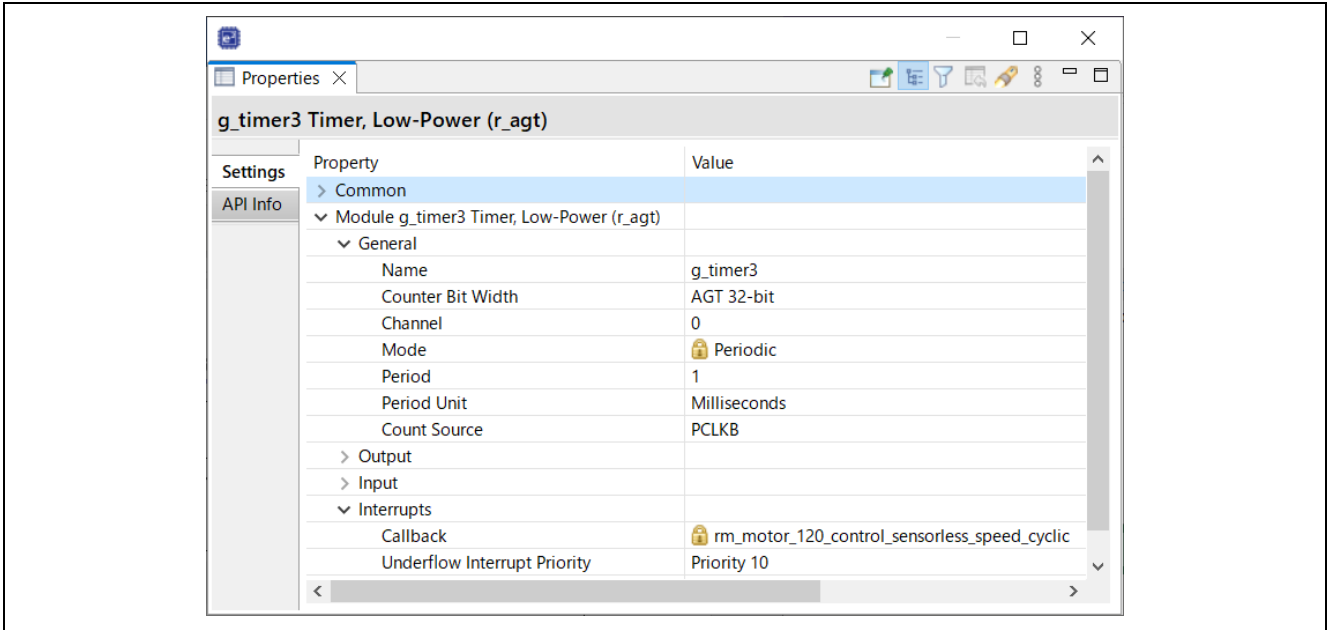 Properties
g_timer3 Timer, Low-Power (r_agt)
Settings
API Info
Property Value
Common
Module g_timer3 Timer, Low-Power (r_agt)
General
Name g_timer3
Counter Bit Width AGT 32-bit
Channel 0
Mode Periodic
Period 1
Period Unit Milliseconds
Count Source PCLKB
Output
Input
Interrupts
Callback rm_motor_120_control_sensorless_speed_cyclic
Underflow Interrupt Priority Priority 10